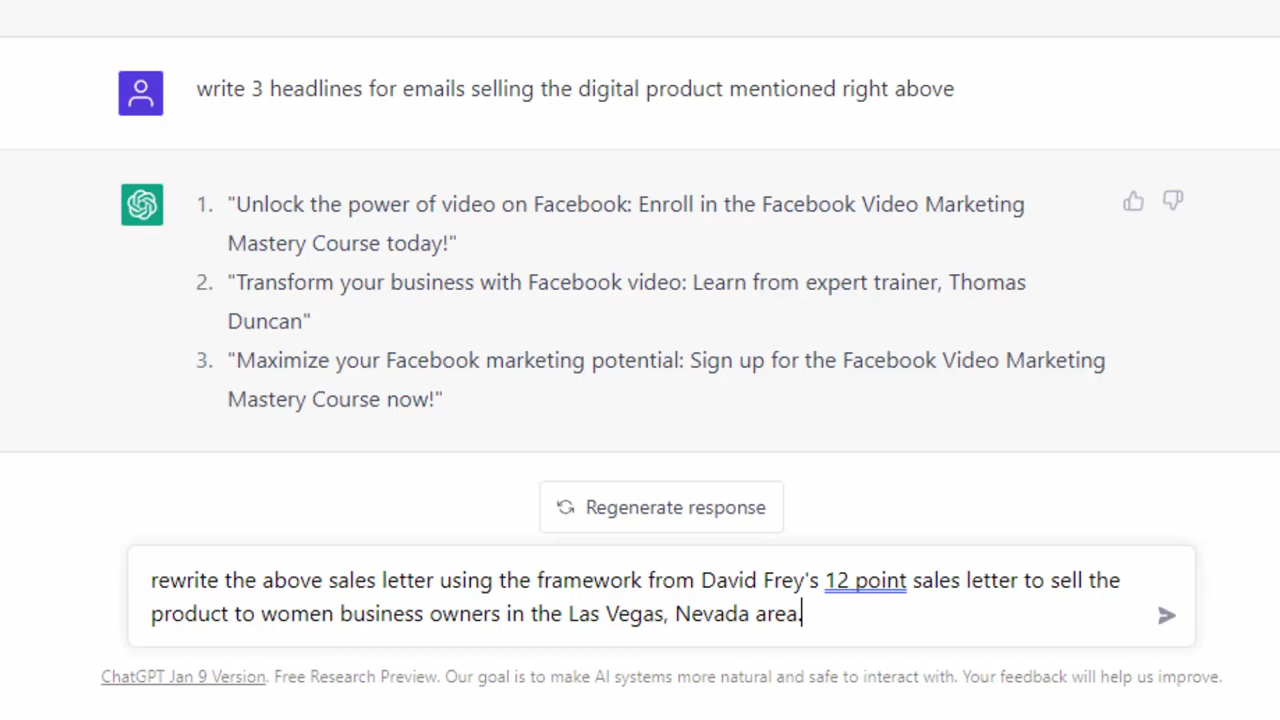 write 3 headlines for emails selling the digital product mentioned right above
1. "Unlock the power of video on Facebook: Enroll in the Facebook Video Marketing
Mastery Course today!"
2. "Transform your business with Facebook video: Learn from expert trainer, Thomas
Duncan"
3. "Maximize your Facebook marketing potential: Sign up for the Facebook Video Marketing
Mastery Course now!"
Regenerate response
rewrite the above sales letter using the framework from David Frey's 12 point sales letter to sell the
product to women business owners in the Las Vegas, Nevada area.
ChatGPT Jan 9 Version. Free Research Preview. Our goal is to make AI systems more natural and safe to interact with. Your feedback will help us improve.